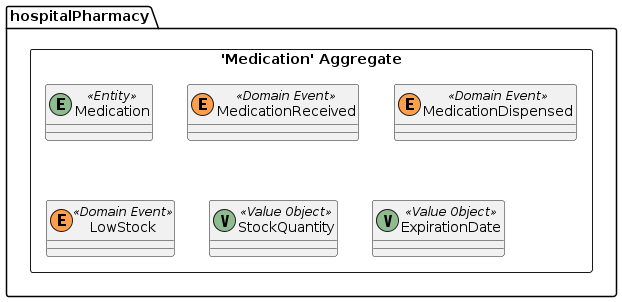 hospitalPharmacy
'Medication' Aggregate
E «Entity» Medication
E «Domain Event» MedicationReceived
E «Domain Event» MedicationDispensed
E «Domain Event» LowStock
V «Value Object» StockQuantity
V «Value Object» ExpirationDate